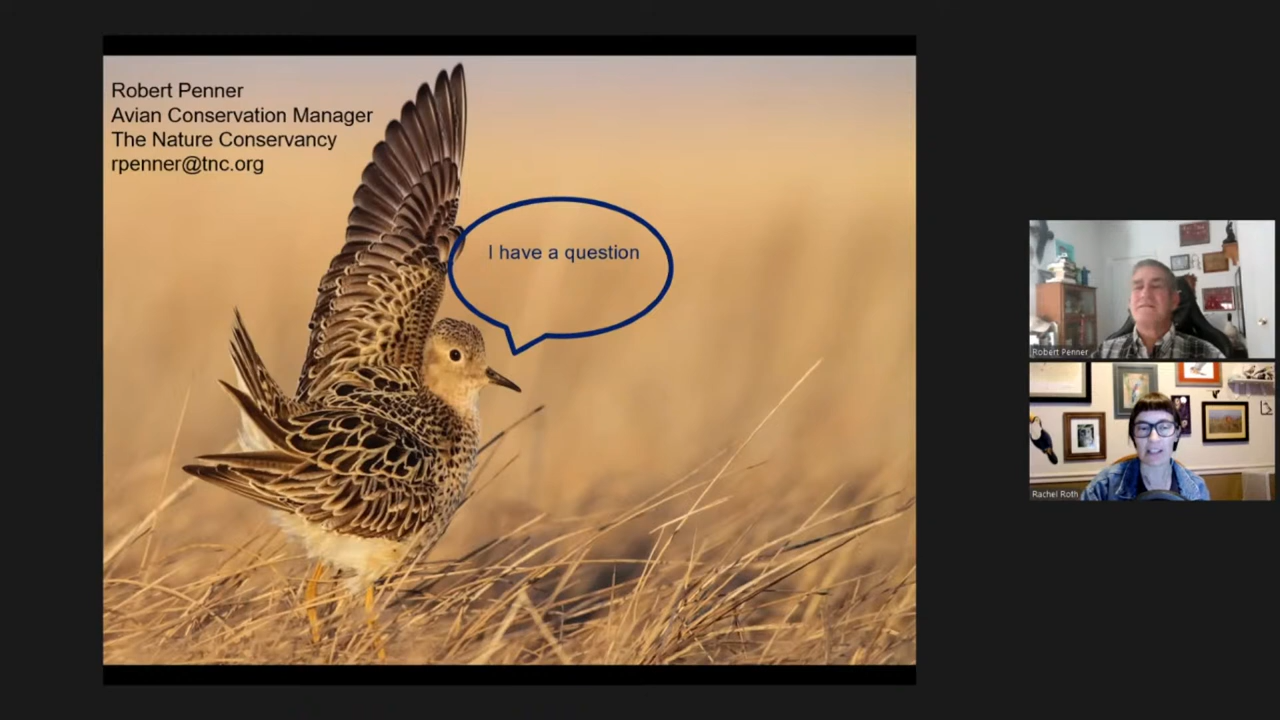 Robert Penner
Avian Conservation Manager
The Nature Conservancy
rpenner@tnc.org
I have a question
Robert Penner
Rachel Roth